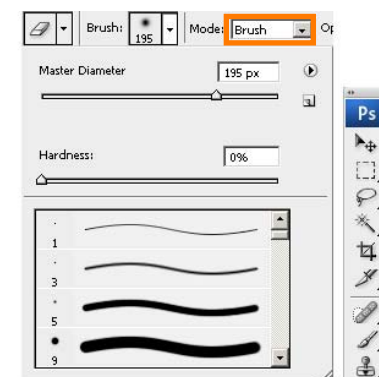 Brush: 195 Mode: Brush Op
Master Diameter 195 px
Hardness: 0%
1
3
5
9
Ps